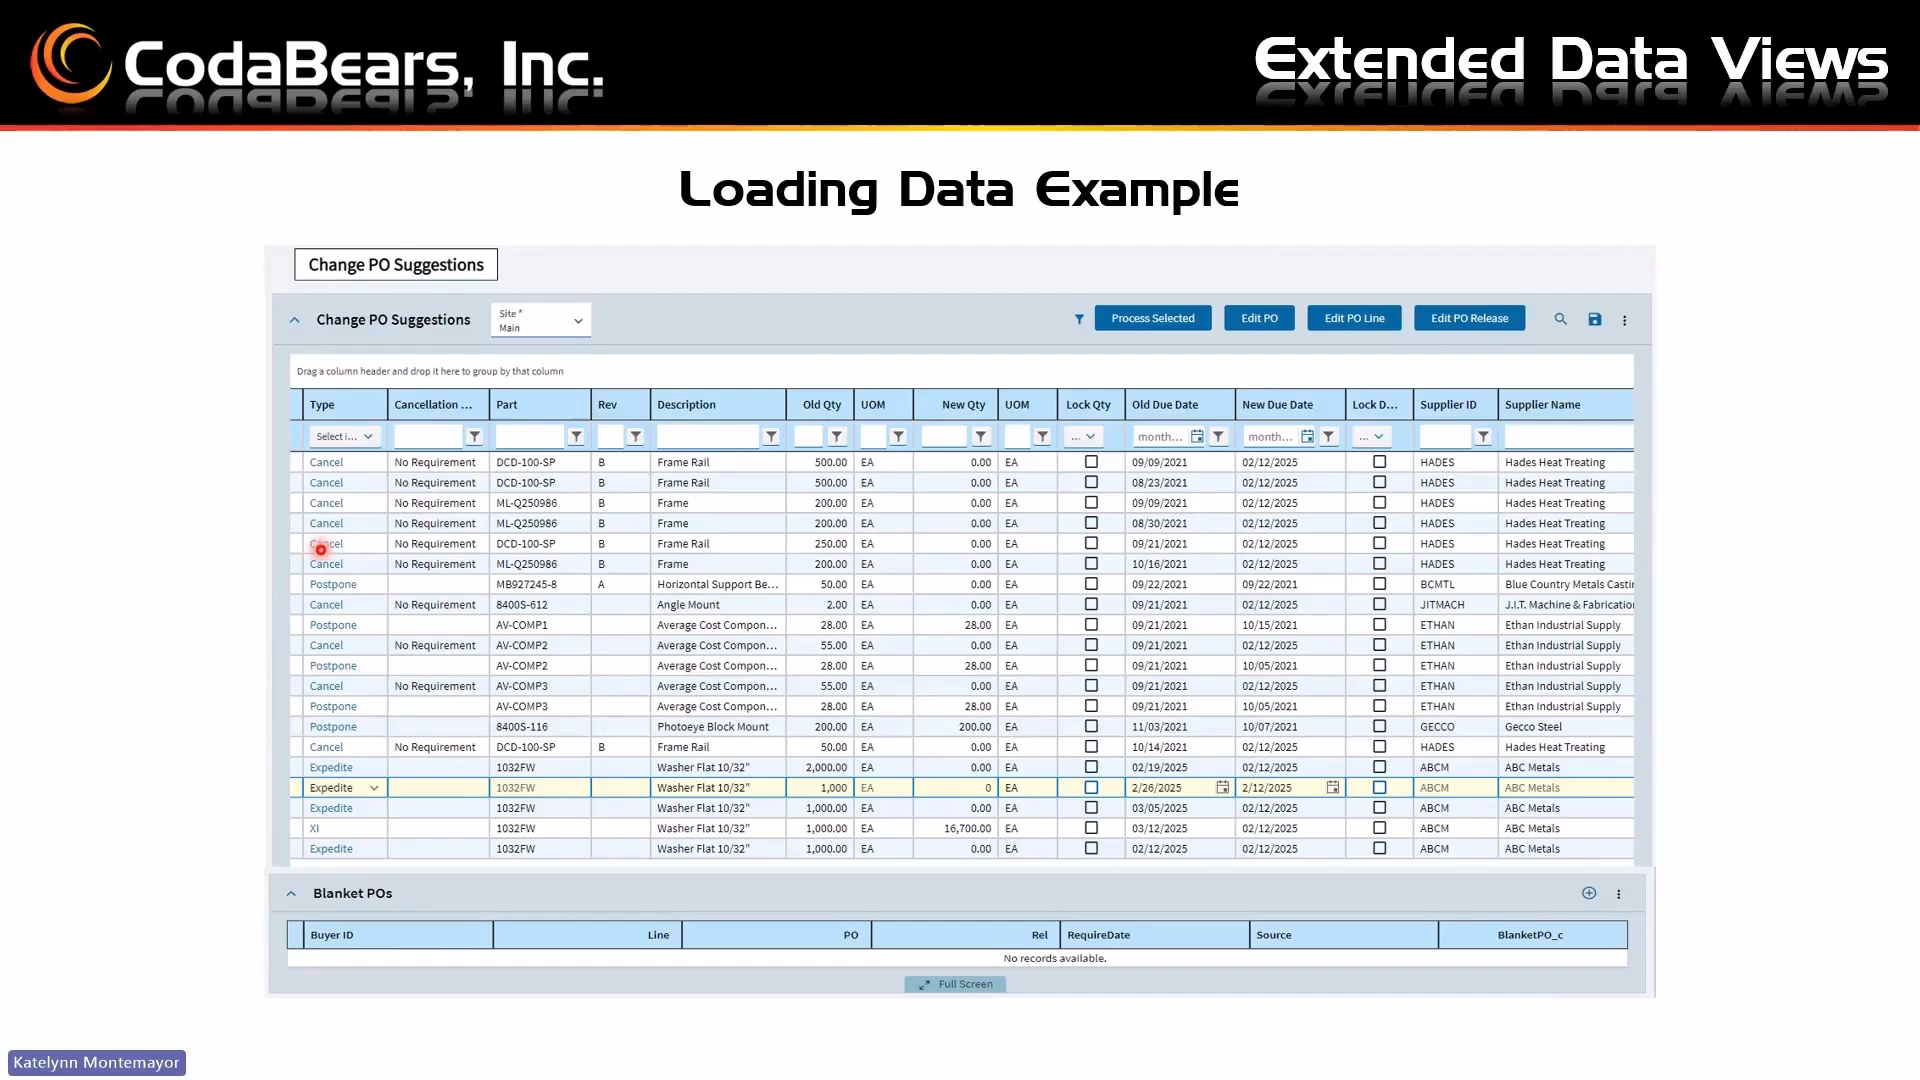 CodaBears, Inc.
Extended Data Views
Loading Data Example
Change PO Suggestions
Change PO Suggestions
Site *
Main
Process Selected Edit PO Edit PO Line Edit PO Release
Drag a column header and drop it here to group by that column
Type Cancellation ... Part Rev Description Old Qty UOM New Qty UOM Lock Qty Old Due Date New Due Date Lock D... Supplier ID Supplier Name
Select i... ... month... month... ...
Cancel No Requirement DCD-100-SP B Frame Rail 500.00 EA 0.00 EA 09/09/2021 02/12/2025 HADES Hades Heat Treating
Cancel No Requirement DCD-100-SP B Frame Rail 500.00 EA 0.00 EA 08/23/2021 02/12/2025 HADES Hades Heat Treating
Cancel No Requirement ML-Q250986 B Frame 200.00 EA 0.00 EA 09/09/2021 02/12/2025 HADES Hades Heat Treating
Cancel No Requirement ML-Q250986 B Frame 200.00 EA 0.00 EA 08/30/2021 02/12/2025 HADES Hades Heat Treating
Cancel No Requirement DCD-100-SP B Frame Rail 250.00 EA 0.00 EA 09/21/2021 02/12/2025 HADES Hades Heat Treating
Cancel No Requirement ML-Q250986 B Frame 200.00 EA 0.00 EA 10/16/2021 02/12/2025 HADES Hades Heat Treating
Postpone MB927245-8 A Horizontal Support Be... 50.00 EA 50.00 EA 09/22/2021 09/22/2021 BCMTL Blue Country Metals Castin
Cancel No Requirement 8400S-612 Angle Mount 2.00 EA 0.00 EA 09/21/2021 02/12/2025 JITMACH J.I.T. Machine & Fabrication
Postpone AV-COMP1 Average Cost Compon... 28.00 EA 28.00 EA 09/21/2021 10/15/2021 ETHAN Ethan Industrial Supply
Cancel No Requirement AV-COMP2 Average Cost Compon... 55.00 EA 0.00 EA 09/21/2021 02/12/2025 ETHAN Ethan Industrial Supply
Postpone AV-COMP2 Average Cost Compon... 28.00 EA 28.00 EA 09/21/2021 10/05/2021 ETHAN Ethan Industrial Supply
Cancel No Requirement AV-COMP3 Average Cost Compon... 55.00 EA 0.00 EA 09/21/2021 02/12/2025 ETHAN Ethan Industrial Supply
Postpone AV-COMP3 Average Cost Compon... 28.00 EA 28.00 EA 09/21/2021 10/05/2021 ETHAN Ethan Industrial Supply
Postpone 8400S-116 Photoeye Block Mount 200.00 EA 200.00 EA 11/03/2021 10/07/2021 GECCO Gecco Steel
Cancel No Requirement DCD-100-SP B Frame Rail 50.00 EA 0.00 EA 10/14/2021 02/12/2025 HADES Hades Heat Treating
Expedite 1032FW Washer Flat 10/32" 2,000.00 EA 0.00 EA 02/19/2025 02/12/2025 ABCM ABC Metals
Expedite 1032FW Washer Flat 10/32" 1,000 EA 0 EA 2/26/2025 2/12/2025 ABCM ABC Metals
Expedite 1032FW Washer Flat 10/32" 1,000.00 EA 0.00 EA 03/05/2025 02/12/2025 ABCM ABC Metals
XI 1032FW Washer Flat 10/32" 1,000.00 EA 16,700.00 EA 03/12/2025 02/12/2025 ABCM ABC Metals
Expedite 1032FW Washer Flat 10/32" 1,000.00 EA 0.00 EA 02/12/2025 02/12/2025 ABCM ABC Metals
Blanket POs
Buyer ID Line PO Rel RequireDate Source BlanketPO_c
No records available.
Full Screen
Katelynn Montemayor